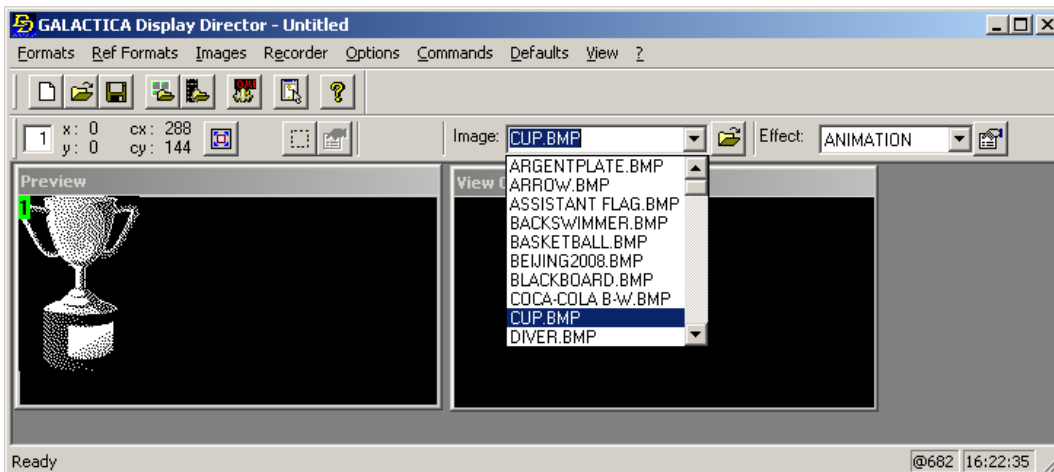 GALACTICA Display Director - Untitled
Formats Ref Formats Images Recorder Options Commands Defaults View ?
1 x: 0 cx: 288 Image: CUP.BMP Effect: ANIMATION
y: 0 cy: 144
Preview
View
1
ARGENTPLATE.BMP
ARROW.BMP
ASSISTANT FLAG.BMP
BACKSWIMMER.BMP
BASKETBALL.BMP
BEIJING2008.BMP
BLACKBOARD.BMP
COCA-COLA B-W.BMP
CUP.BMP
DIVER.BMP
Ready @682 16:22:35